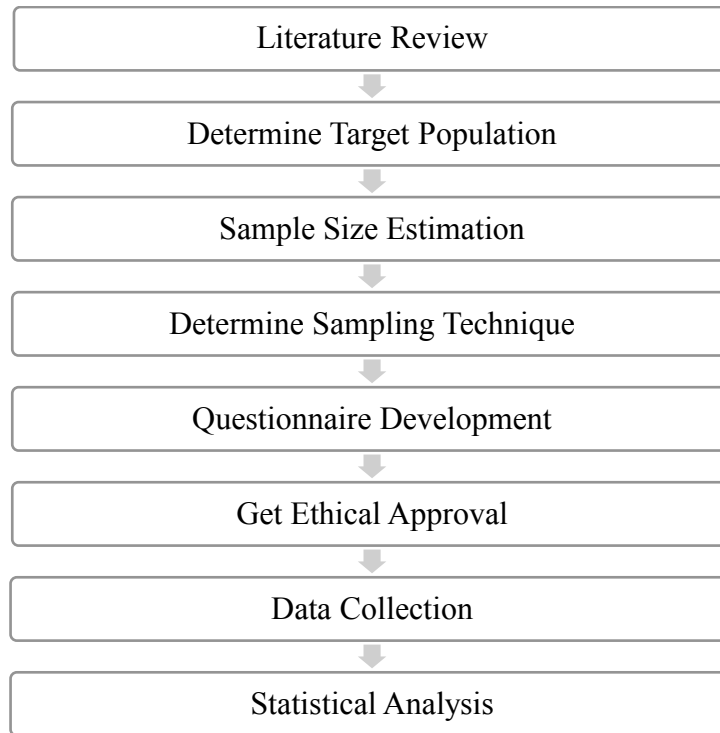 Literature Review
Determine Target Population
Sample Size Estimation
Determine Sampling Technique
Questionnaire Development
Get Ethical Approval
Data Collection
Statistical Analysis